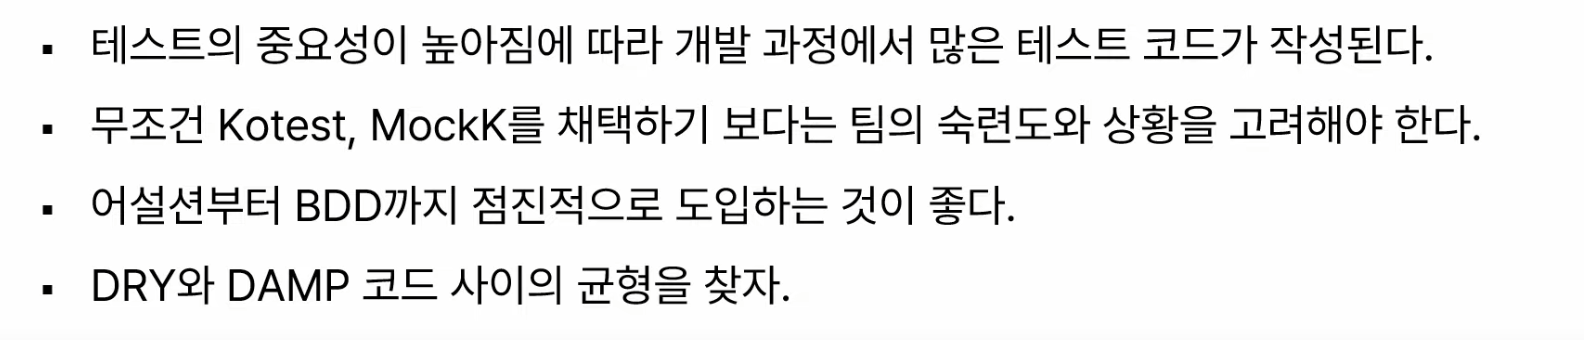 ▪ 테스트의 중요성이 높아짐에 따라 개발 과정에서 많은 테스트 코드가 작성된다.
▪ 무조건 Kotest, MockK를 채택하기 보다는 팀의 숙련도와 상황을 고려해야 한다.
▪ 어설션부터 BDD까지 점진적으로 도입하는 것이 좋다.
▪ DRY와 DAMP 코드 사이의 균형을 찾자.